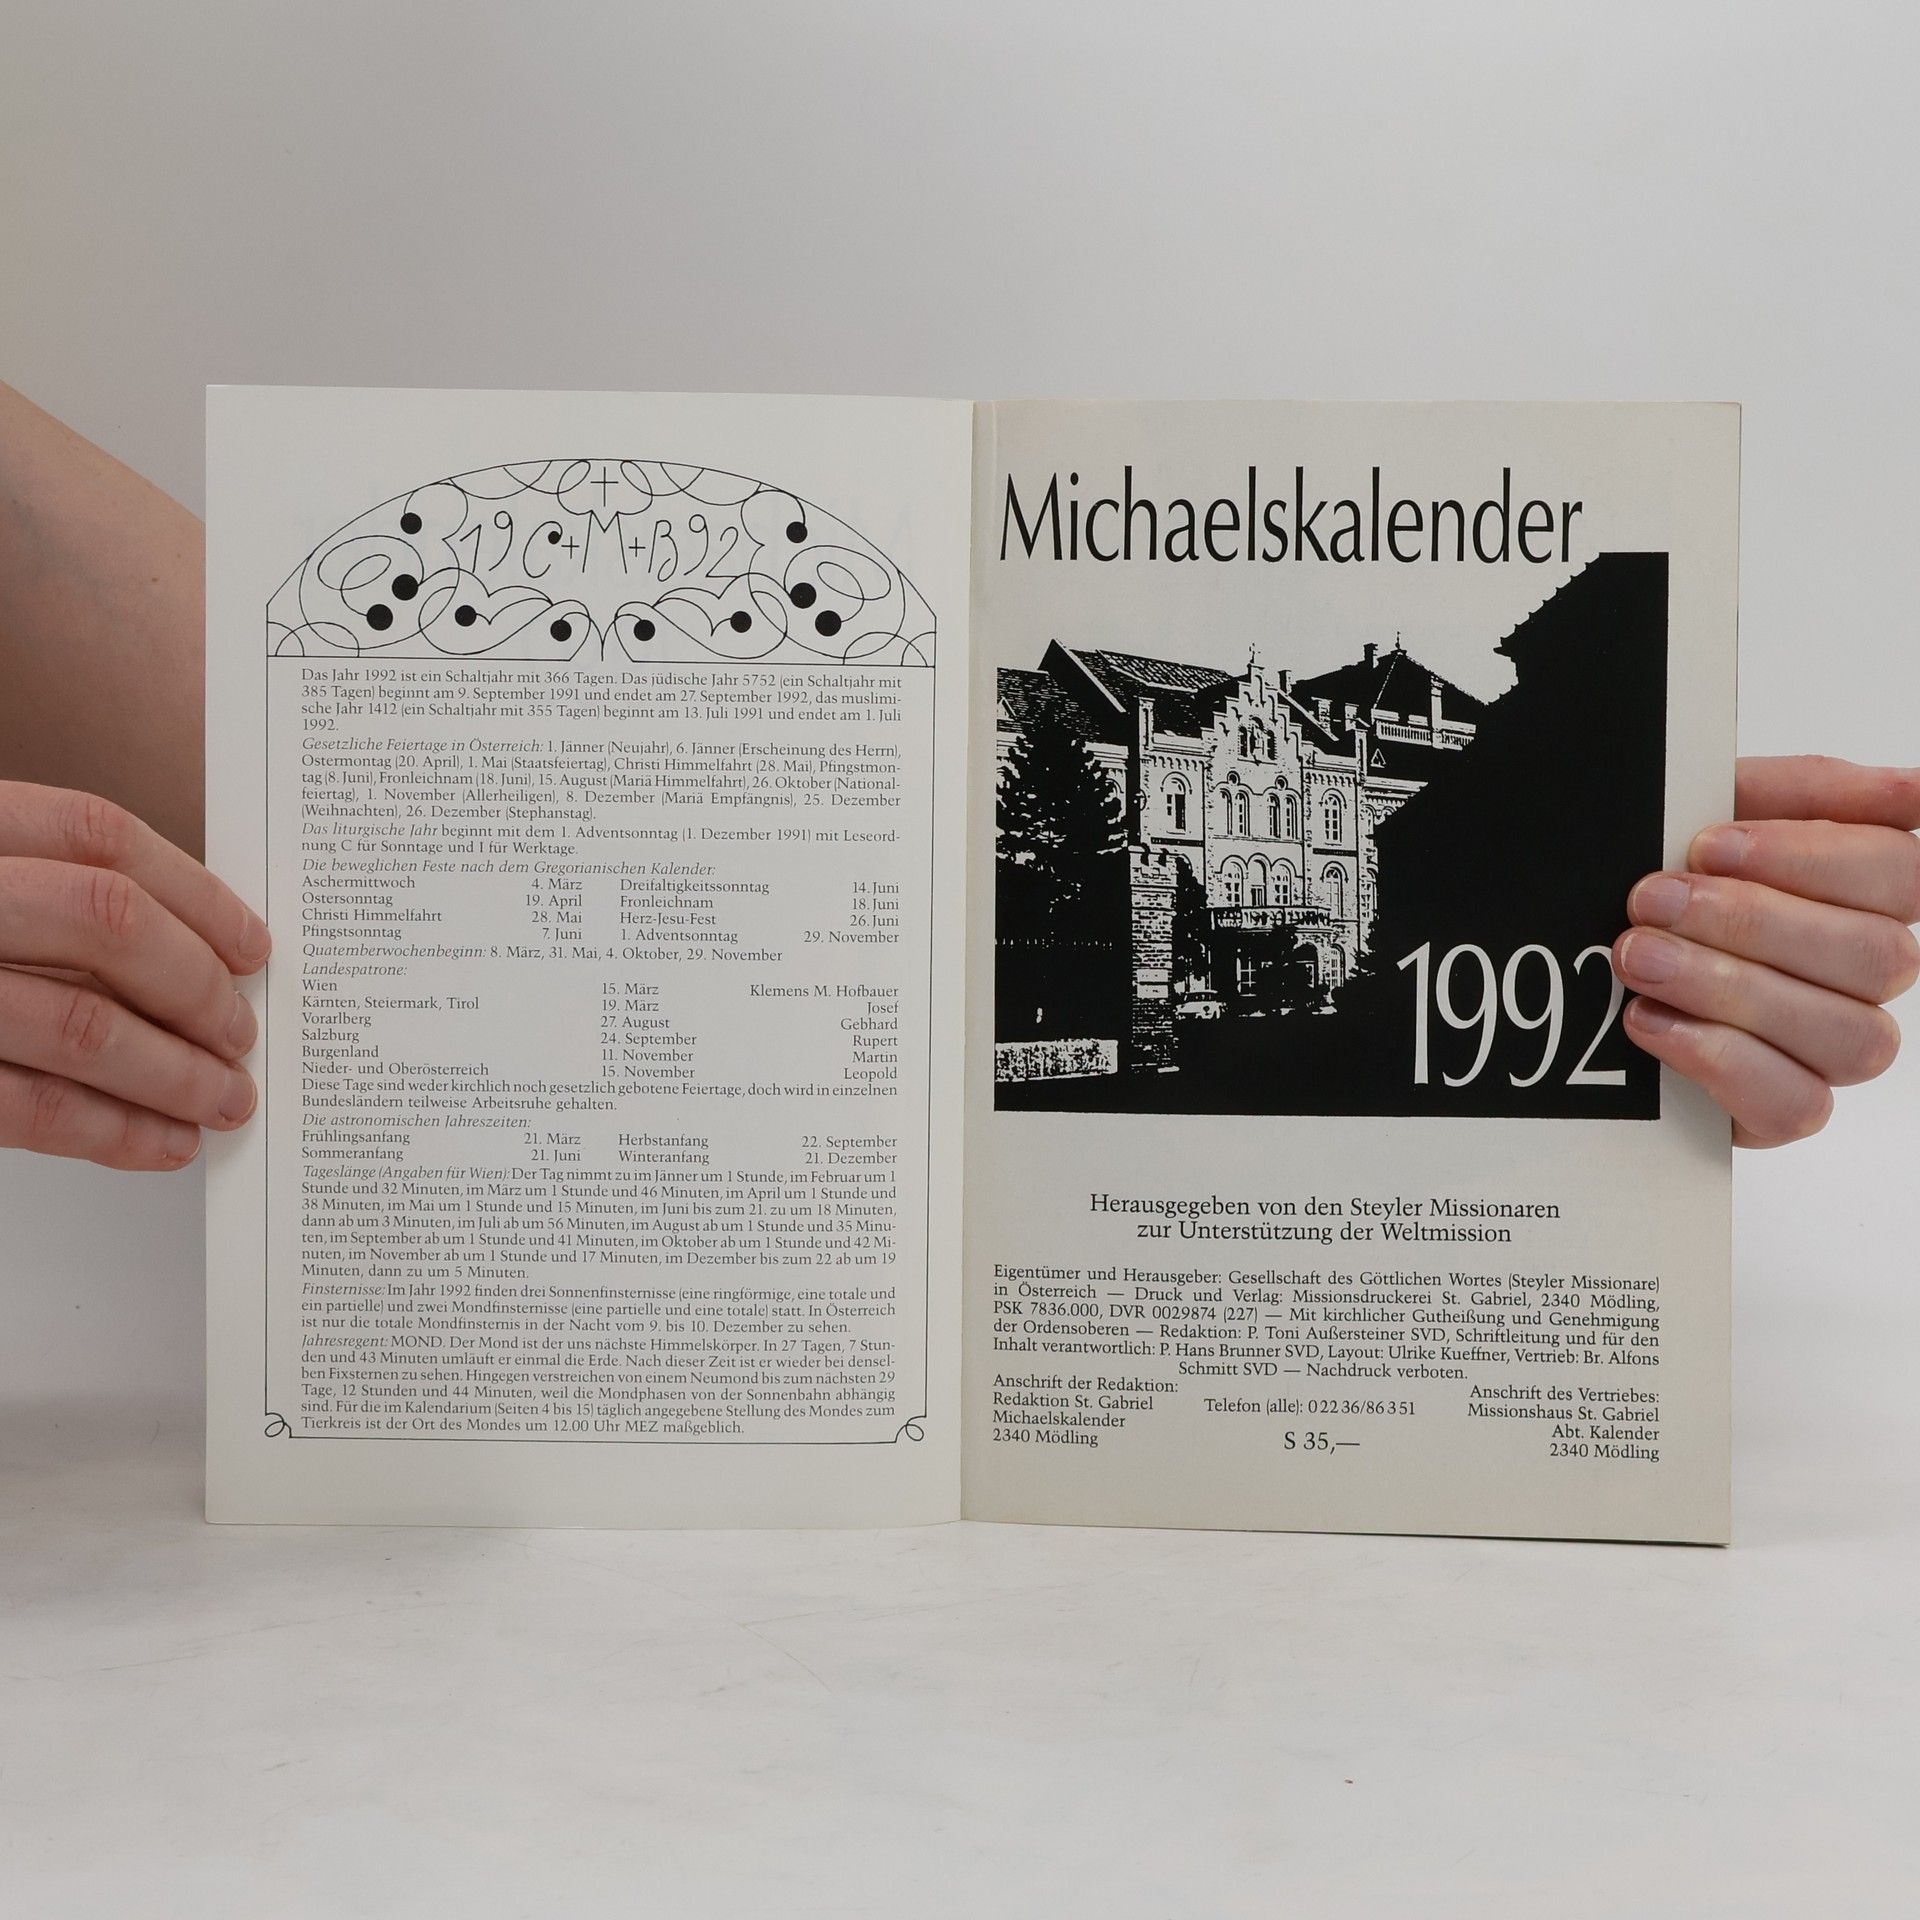 19 C+M+B 92
Das Jahr 1992 ist ein Schaltjahr mit 366 Tagen. Das jüdische Jahr 5752 (ein Schaltjahr mit
385 Tagen) beginnt am 9. September 1991 und endet am 27. September 1992, das muslimi-
sche Jahr 1412 (ein Schaltjahr mit 355 Tagen) beginnt am 13. Juli 1991 und endet am 1. Juli
1992.
Gesetzliche Feiertage in Österreich: 1. Jänner (Neujahr), 6. Jänner (Erscheinung des Herrn),
Ostermontag (20. April), 1. Mai (Staatsfeiertag), Christi Himmelfahrt (28. Mai), Pfingstmon-
tag (8. Juni), Fronleichnam (18. Juni), 15. August (Mariä Himmelfahrt), 26. Oktober (National-
feiertag), 1. November (Allerheiligen), 8. Dezember (Mariä Empfängnis), 25. Dezember
(Weihnachten), 26. Dezember (Stephanstag).
Das liturgische Jahr beginnt mit dem 1. Adventsonntag (1. Dezember 1991) mit Leseord-
nung C für Sonntage und I für Werktage.
Die beweglichen Feste nach dem Gregorianischen Kalender:
Aschermittwoch 4. März Dreifaltigkeitssonntag 14. Juni
Ostersonntag 19. April Fronleichnam 18. Juni
Christi Himmelfahrt 28. Mai Herz-Jesu-Fest 26. Juni
Pfingstsonntag 7. Juni 1. Adventsonntag 29. November
Quatemberwochenbeginn: 8. März, 31. Mai, 4. Oktober, 29. November
Landespatrone:
Wien 15. März Klemens M. Hofbauer
Kärnten, Steiermark, Tirol 19. März Josef
Vorarlberg 27. August Gebhard
Salzburg 24. September Rupert
Burgenland 11. November Martin
Nieder- und Oberösterreich 15. November Leopold
Diese Tage sind weder kirchlich noch gesetzlich gebotene Feiertage, doch wird in einzelnen
Bundesländern teilweise Arbeitsruhe gehalten.
Die astronomischen Jahreszeiten:
Frühlingsanfang 21. März Herbstanfang 22. September
Sommeranfang 21. Juni Winteranfang 21. Dezember
Tageslänge (Angaben für Wien): Der Tag nimmt zu im Jänner um 1 Stunde, im Februar um 1
Stunde und 32 Minuten, im März um 1 Stunde und 46 Minuten, im April um 1 Stunde und
38 Minuten, im Mai um 1 Stunde und 15 Minuten, im Juni bis zum 21. zu um 18 Minuten,
dann ab um 3 Minuten, im Juli ab um 56 Minuten, im August ab um 1 Stunde und 35 Minu-
ten, im September ab um 1 Stunde und 41 Minuten, im Oktober ab um 1 Stunde und 42 Mi-
nuten, im November ab um 1 Stunde und 17 Minuten, im Dezember bis zum 22 ab um 19
Minuten, dann zu um 5 Minuten.
Finsternisse: Im Jahr 1992 finden drei Sonnenfinsternisse (eine ringförmige, eine totale und
ein partielle) und zwei Mondfinsternisse (eine partielle und eine totale) statt. In Österreich
ist nur die totale Mondfinsternis in der Nacht vom 9. bis 10. Dezember zu sehen.
Jahresregent: MOND. Der Mond ist der uns nächste Himmelskörper. In 27 Tagen, 7 Stun-
den und 43 Minuten umläuft er einmal die Erde. Nach dieser Zeit ist er wieder bei densel-
ben Fixsternen zu sehen. Hingegen verstreichen von einem Neumond bis zum nächsten 29
Tage, 12 Stunden und 44 Minuten, weil die Mondphasen von der Sonnenbahn abhängig
sind. Für die im Kalendarium (Seiten 4 bis 15) täglich angegebene Stellung des Mondes zum
Tierkreis ist der Ort des Mondes um 12.00 Uhr MEZ maßgeblich.
Michaelskalender
1992
Herausgegeben von den Steyler Missionaren
zur Unterstützung der Weltmission
Eigentümer und Herausgeber: Gesellschaft des Göttlichen Wortes (Steyler Missionare)
in Österreich — Druck und Verlag: Missionsdruckerei St. Gabriel, 2340 Mödling,
PSK 7836.000, DVR 0029874 (227) — Mit kirchlicher Gutheißung und Genehmigung
der Ordensoberen — Redaktion: P. Toni Außersteiner SVD, Schriftleitung und für den
Inhalt verantwortlich: P. Hans Brunner SVD, Layout: Ulrike Kueffner, Vertrieb: Br. Alfons
Schmitt SVD — Nachdruck verboten.
Anschrift der Redaktion:
Redaktion St. Gabriel
Michaelskalender
2340 Mödling
Telefon (alle): 0 22 36/86 3 51
S 35,—
Anschrift des Vertriebes:
Missionshaus St. Gabriel
Abt. Kalender
2340 Mödling